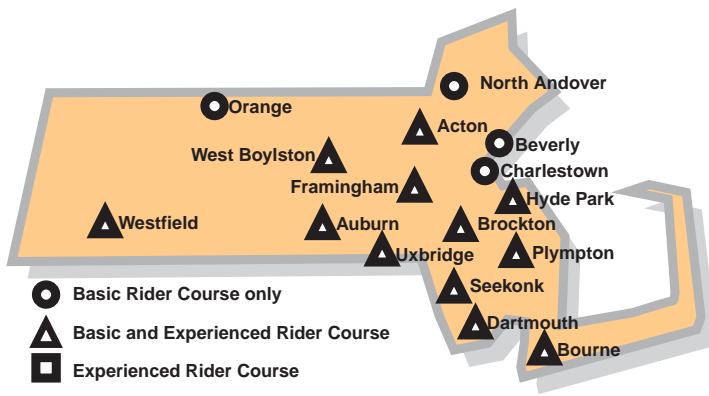 North Andover
Orange
Acton
Beverly
West Boylston
Charlestown
Framingham
Hyde Park
Westfield
Auburn
Brockton
Uxbridge
Plympton
Seekonk
Basic Rider Course only
Dartmouth
Basic and Experienced Rider Course
Bourne
Experienced Rider Course